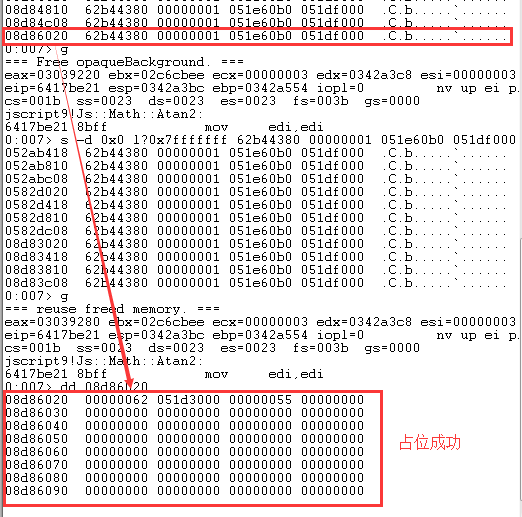 08d84810 62b44380 00000001 051e60b0 051df000 .C.b.....`......
08d84c08 62b44380 00000001 051e60b0 051df000 .C.b.....`......
08d86020 62b44380 00000001 051e60b0 051df000 .C.b.....`......
0:007> g
=== Free opaqueBackground. ===
eax=03039220 ebx=02c6cbee ecx=00000003 edx=0342a3c8 esi=00000003
eip=6417be21 esp=0342a3bc ebp=0342a554 iopl=0 nv up ei p
cs=001b ss=0023 ds=0023 es=0023 fs=003b gs=0000
jscript9!Js::Math::Atan2:
6417be21 8bff mov edi,edi
0:007> s -d 0x0 l?0x7fffffff 62b44380 00000001 051e60b0 051df000
052ab418 62b44380 00000001 051e60b0 051df000 .C.b.....`......
052ab810 62b44380 00000001 051e60b0 051df000 .C.b.....`......
052abc08 62b44380 00000001 051e60b0 051df000 .C.b.....`......
0582d020 62b44380 00000001 051e60b0 051df000 .C.b.....`......
0582d418 62b44380 00000001 051e60b0 051df000 .C.b.....`......
0582d810 62b44380 00000001 051e60b0 051df000 .C.b.....`......
0582dc08 62b44380 00000001 051e60b0 051df000 .C.b.....`......
08d83020 62b44380 00000001 051e60b0 051df000 .C.b.....`......
08d83418 62b44380 00000001 051e60b0 051df000 .C.b.....`......
08d83810 62b44380 00000001 051e60b0 051df000 .C.b.....`......
08d83c08 62b44380 00000001 051e60b0 051df000 .C.b.....`......
0:007> g
=== reuse freed memory. ===
eax=03039280 ebx=02c6cbee ecx=00000003 edx=0342a3c8 esi=00000003
eip=6417be21 esp=0342a3bc ebp=0342a554 iopl=0 nv up ei p
cs=001b ss=0023 ds=0023 es=0023 fs=003b gs=0000
jscript9!Js::Math::Atan2:
6417be21 8bff mov edi,edi
0:007> dd 08d86020
08d86020 00000062 051d3000 00000055 00000000
08d86030 00000000 00000000 00000000 00000000
08d86040 00000000 00000000 00000000 00000000
08d86050 00000000 00000000 00000000 00000000
08d86060 00000000 00000000 00000000 00000000
08d86070 00000000 00000000 00000000 00000000
08d86080 00000000 00000000 00000000 00000000
08d86090 00000000 00000000 00000000 00000000
占位成功